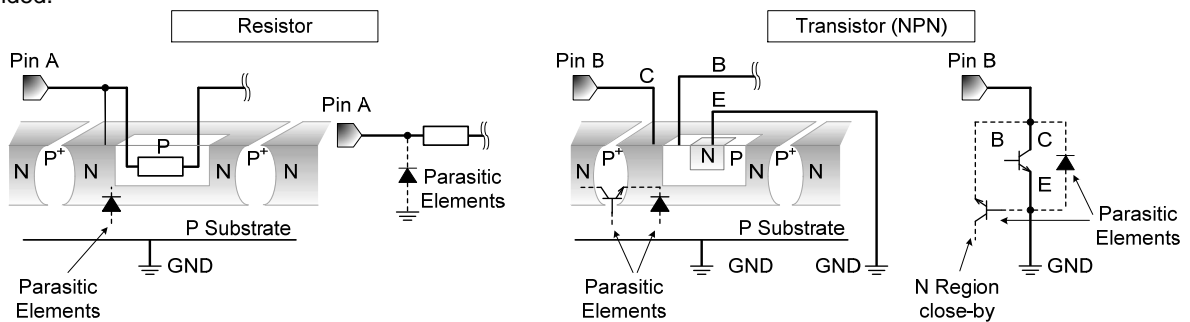 Resistor
Pin A
Pin A
N
P+
N
P
N
P+
N
Parasitic
Elements
P Substrate
GND
Parasitic
Elements
Transistor (NPN)
Pin B
C
B
E
N
P+
N
N
P
N
P+
N
P Substrate
GND
GND
Parasitic
Elements
Pin B
B
C
E
Parasitic
Elements
GND
N Region
close-by